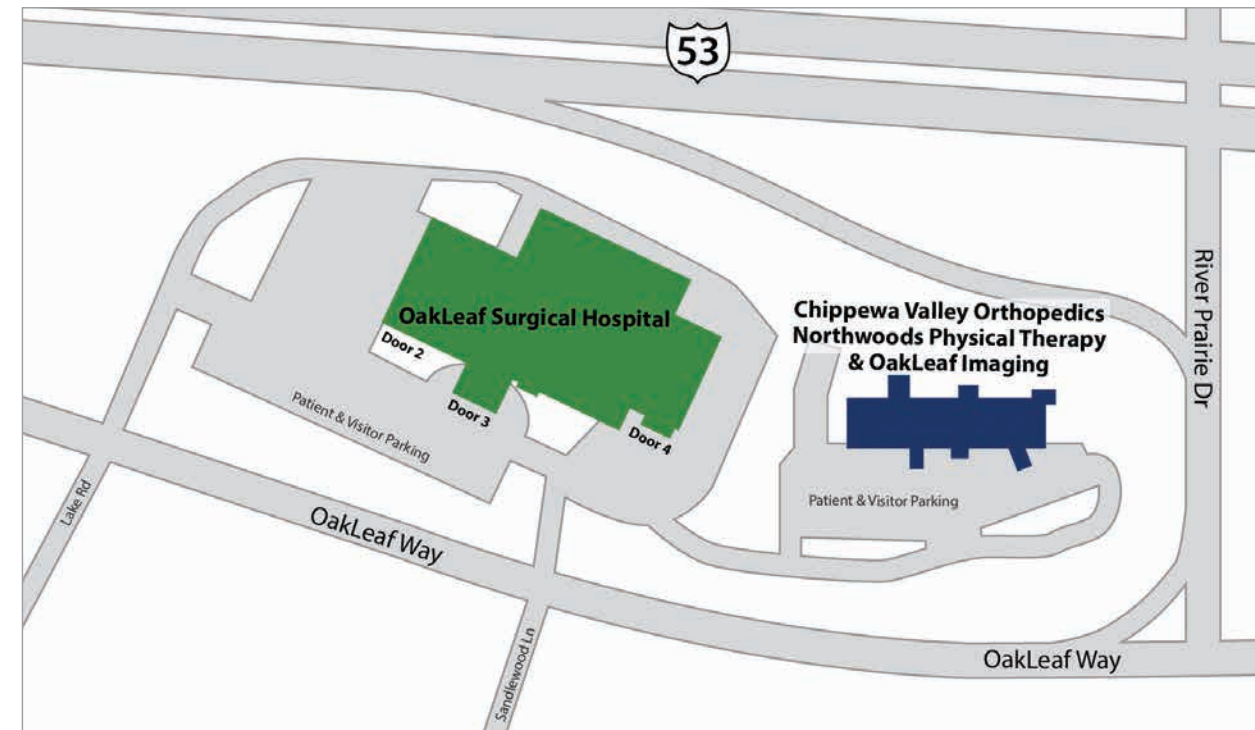 53
OakLeaf Surgical Hospital
Door 2
Door 3
Door 4
Patient & Visitor Parking
Chippewa Valley Orthopedics
Northwoods Physical Therapy
& OakLeaf Imaging
Patient & Visitor Parking
River Prairie Dr
Lake Rd
OakLeaf Way
Sandlewood Ln
OakLeaf Way